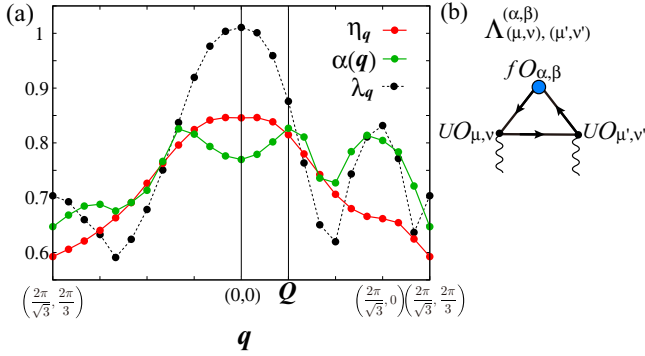 (a)
1
0.9
0.8
0.7
0.6
η_q
α(q)
λ_q
(2π/√3, 2π/3)
(0,0)
Q
(2π/√3, 0)
(2π/√3, 2π/3)
q
(b)
Λ^(α,β)_(μ,ν), (μ',ν')
fO_α,β
UO_μ,ν
UO_μ',ν'